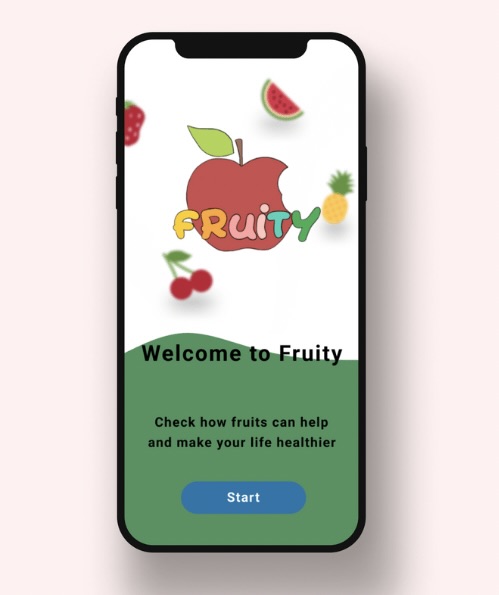 FRuiTY
Welcome to Fruity
Check how fruits can help
and make your life healthier
Start